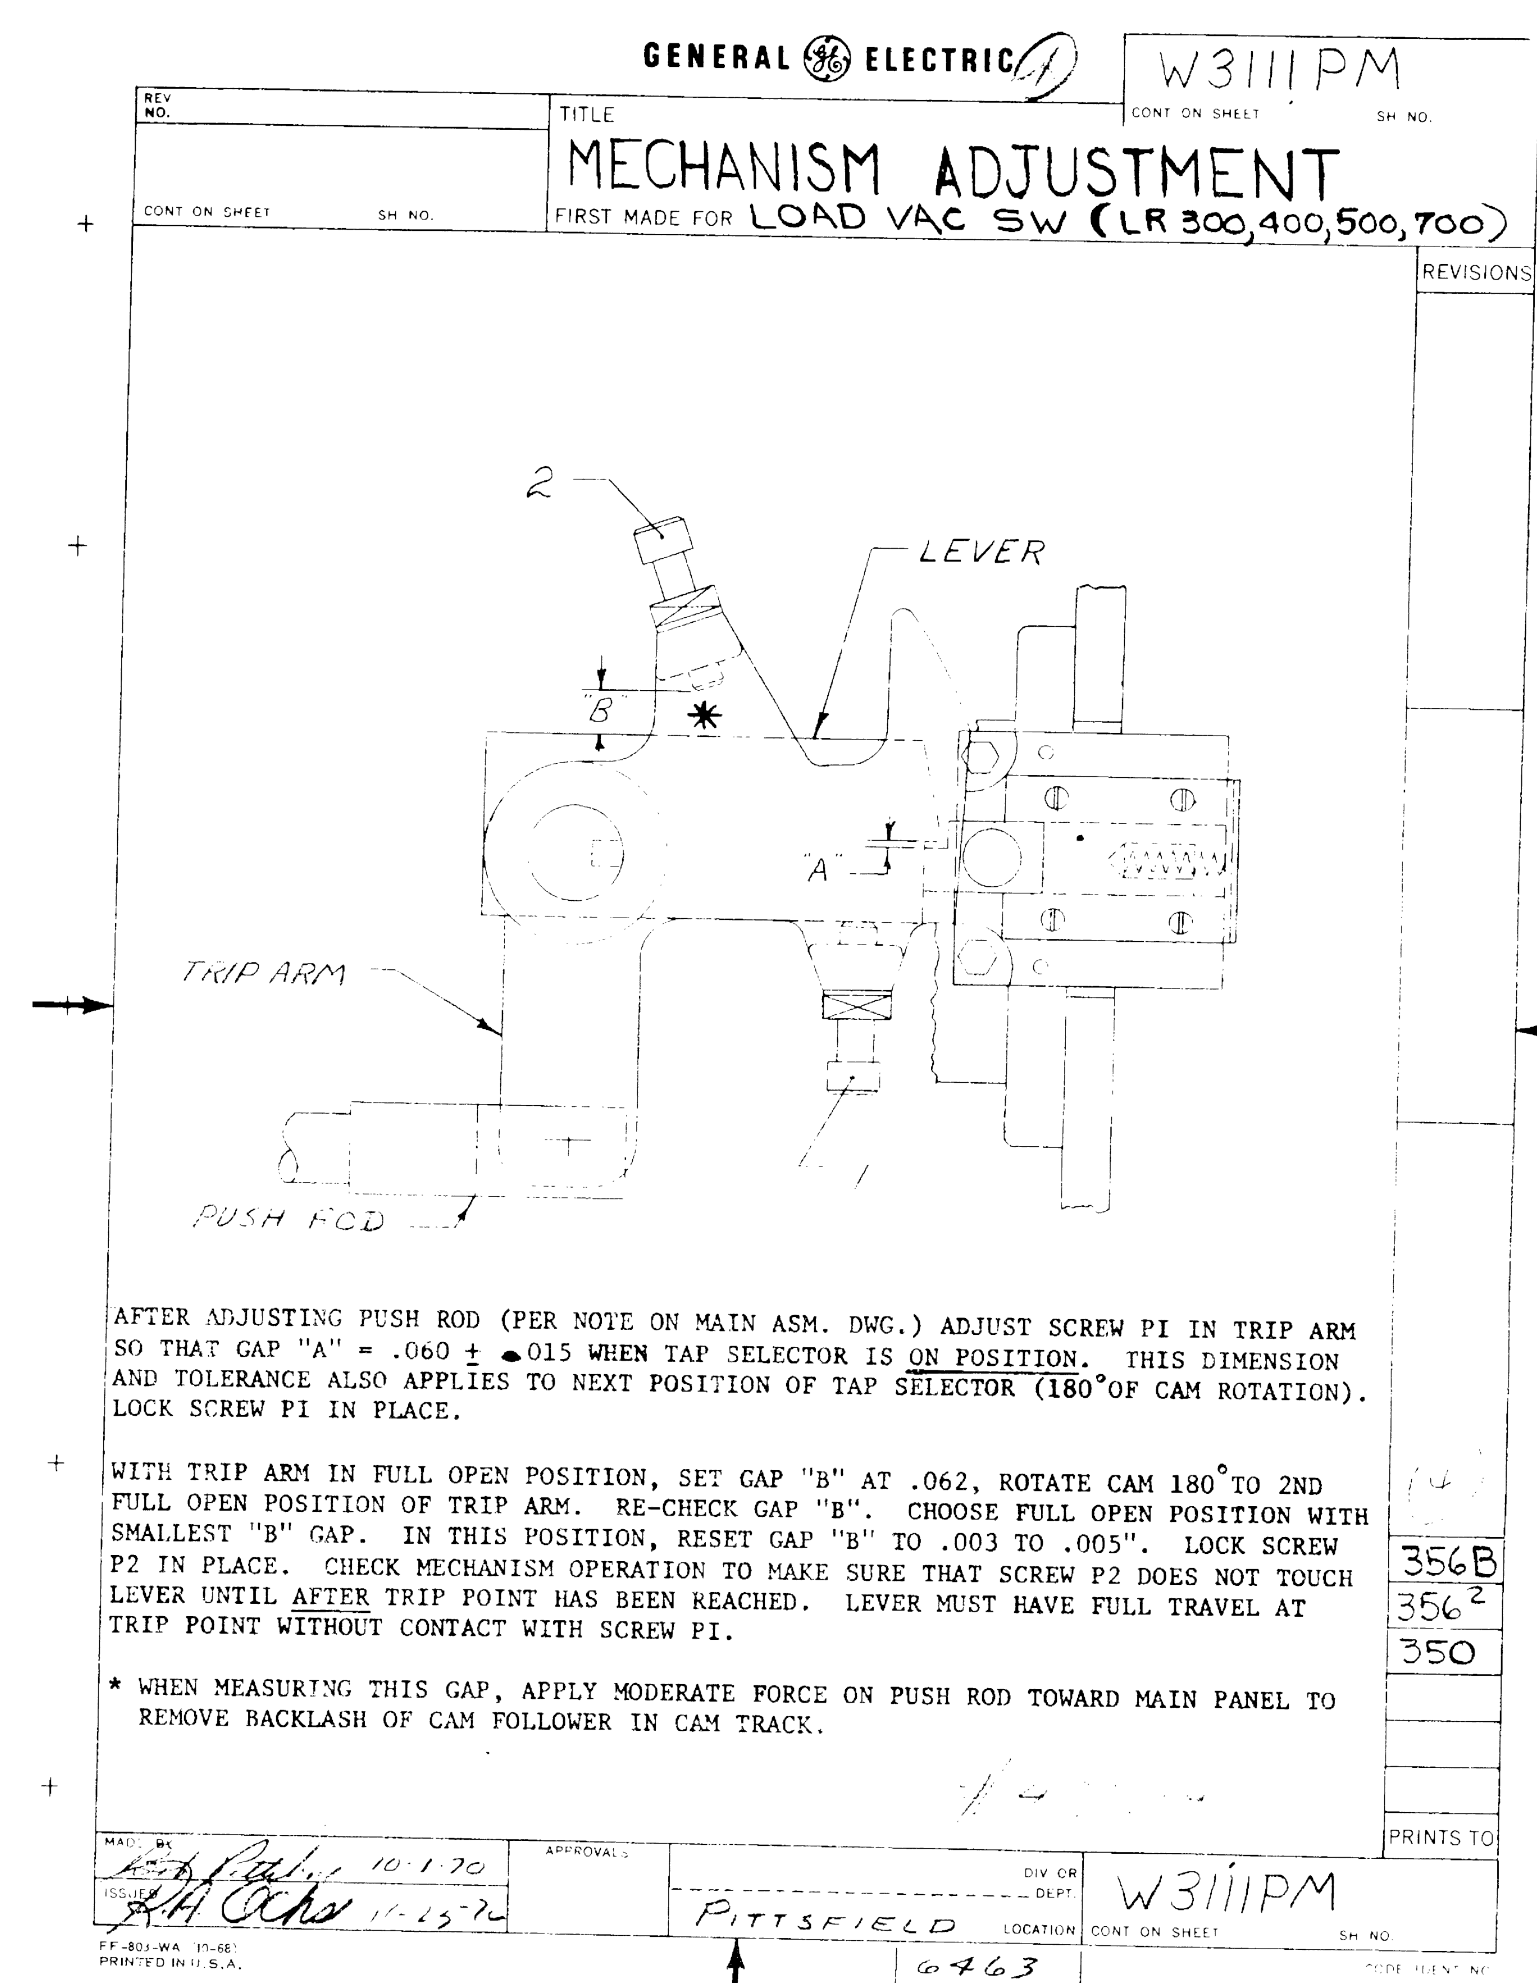 GENERAL GE ELECTRIC
W3111PM
CONT ON SHEET SH NO.
REV NO.
TITLE
MECHANISM ADJUSTMENT
CONT ON SHEET SH NO.
FIRST MADE FOR LOAD VAC SW (LR 300,400,500,700)
REVISIONS
2
LEVER
"B"
*
"A"
TRIP ARM
1
PUSH ROD
AFTER ADJUSTING PUSH ROD (PER NOTE ON MAIN ASM. DWG.) ADJUST SCREW PI IN TRIP ARM
SO THAT GAP "A" = .060 ± .015 WHEN TAP SELECTOR IS ON POSITION. THIS DIMENSION
AND TOLERANCE ALSO APPLIES TO NEXT POSITION OF TAP SELECTOR (180°OF CAM ROTATION).
LOCK SCREW PI IN PLACE.
WITH TRIP ARM IN FULL OPEN POSITION, SET GAP "B" AT .062, ROTATE CAM 180°TO 2ND
FULL OPEN POSITION OF TRIP ARM. RE-CHECK GAP "B". CHOOSE FULL OPEN POSITION WITH
SMALLEST "B" GAP. IN THIS POSITION, RESET GAP "B" TO .003 TO .005". LOCK SCREW
P2 IN PLACE. CHECK MECHANISM OPERATION TO MAKE SURE THAT SCREW P2 DOES NOT TOUCH
LEVER UNTIL AFTER TRIP POINT HAS BEEN REACHED. LEVER MUST HAVE FULL TRAVEL AT
TRIP POINT WITHOUT CONTACT WITH SCREW PI.
* WHEN MEASURING THIS GAP, APPLY MODERATE FORCE ON PUSH ROD TOWARD MAIN PANEL TO
REMOVE BACKLASH OF CAM FOLLOWER IN CAM TRACK.
356B
356²
350
PRINTS TO
MADE BY
10-1-70
APPROVALS
ISSUED
RA Ochs
DIV OR
DEPT.
PITTSFIELD LOCATION
W3111PM
CONT ON SHEET SH NO.
FF-803-WA (10-68)
PRINTED IN U.S.A.
6463
CODE IDENT NO